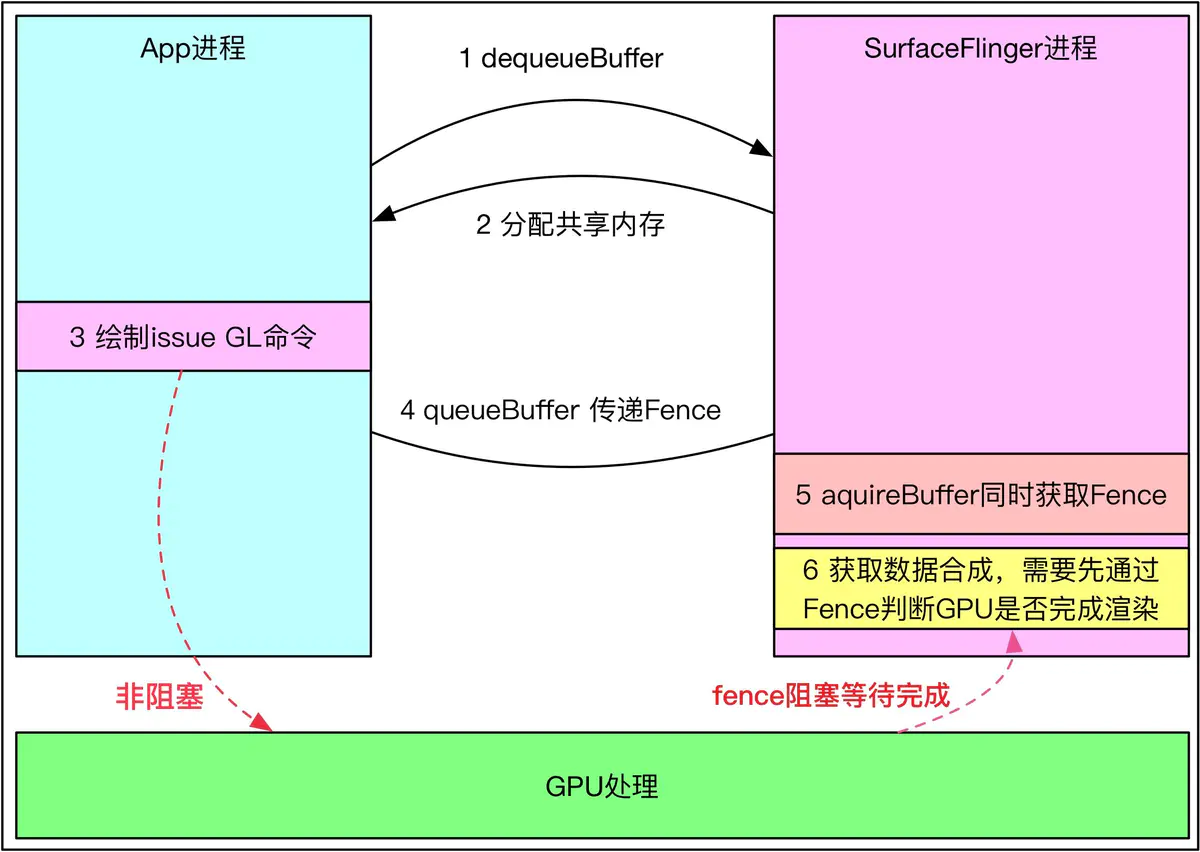 App进程
SurfaceFlinger进程
1 dequeueBuffer
2 分配共享内存
3 绘制issue GL命令
4 queueBuffer 传递Fence
5 aquireBuffer同时获取Fence
6 获取数据合成，需要先通过
Fence判断GPU是否完成渲染
非阻塞
fence阻塞等待完成
GPU处理